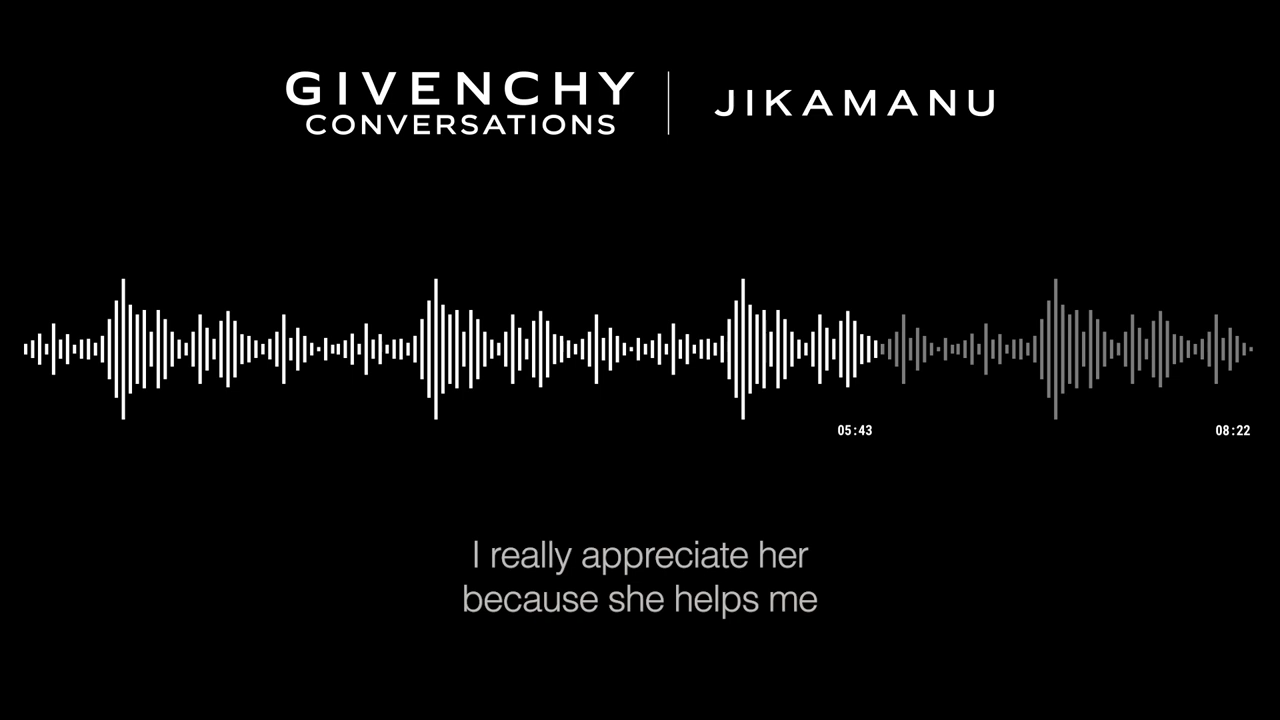 GIVENCHY
CONVERSATIONS
JIKAMANU
05:43
08:22
I really appreciate her
because she helps me